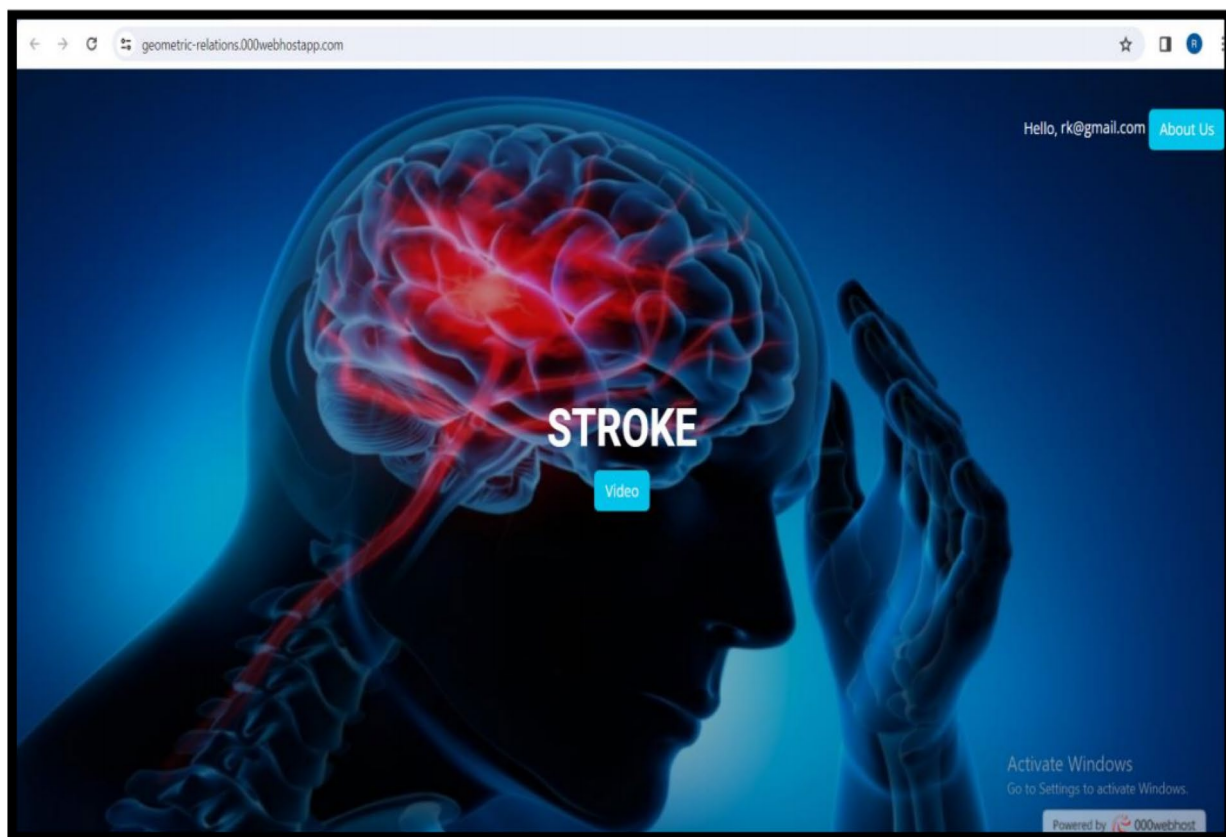 geometric-relations.000webhostapp.com
R
Hello, rk@gmail.com About Us
STROKE
Video
Activate Windows
Go to Settings to activate Windows.
Powered by 000webhost